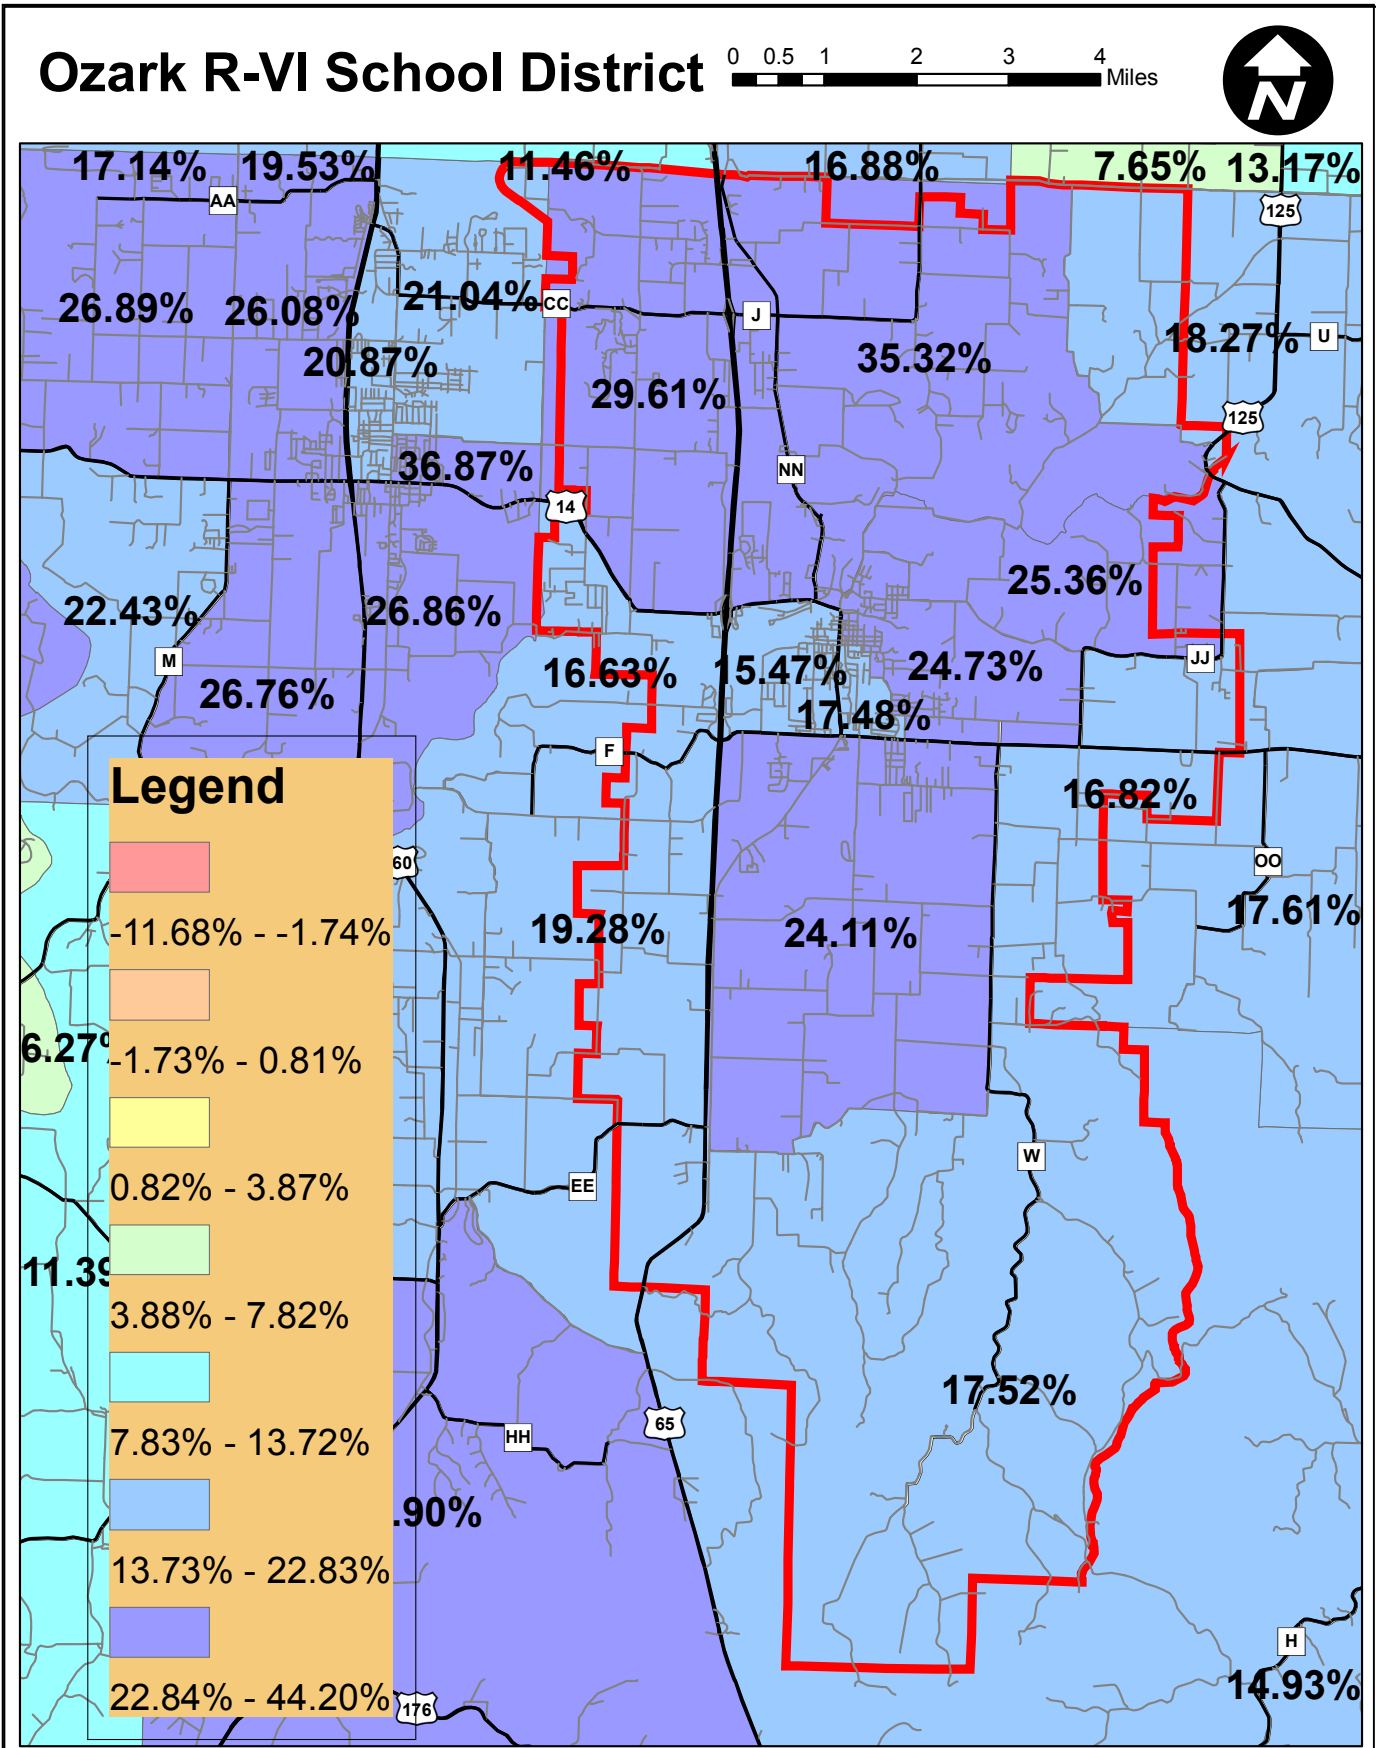 Ozark R-VI School District
0 0.5 1 2 3 4
Miles
N
17.14% 19.53% 11.46% 16.88% 7.65% 13.17%
AA
125
26.89% 26.08% 21.04% CC J 18.27% U
20.87% 35.32%
29.61%
125
36.87% NN
14
25.36%
22.43% 26.86%
M 16.63% 15.47% 24.73% JJ
26.76% 17.48%
F
16.82%
60 OO
19.28% 24.11% 17.61%
6.27%
W
EE
11.39
17.52%
65
HH
.90%
H
14.93%
176
Legend
-11.68% - -1.74%
-1.73% - 0.81%
0.82% - 3.87%
3.88% - 7.82%
7.83% - 13.72%
13.73% - 22.83%
22.84% - 44.20%